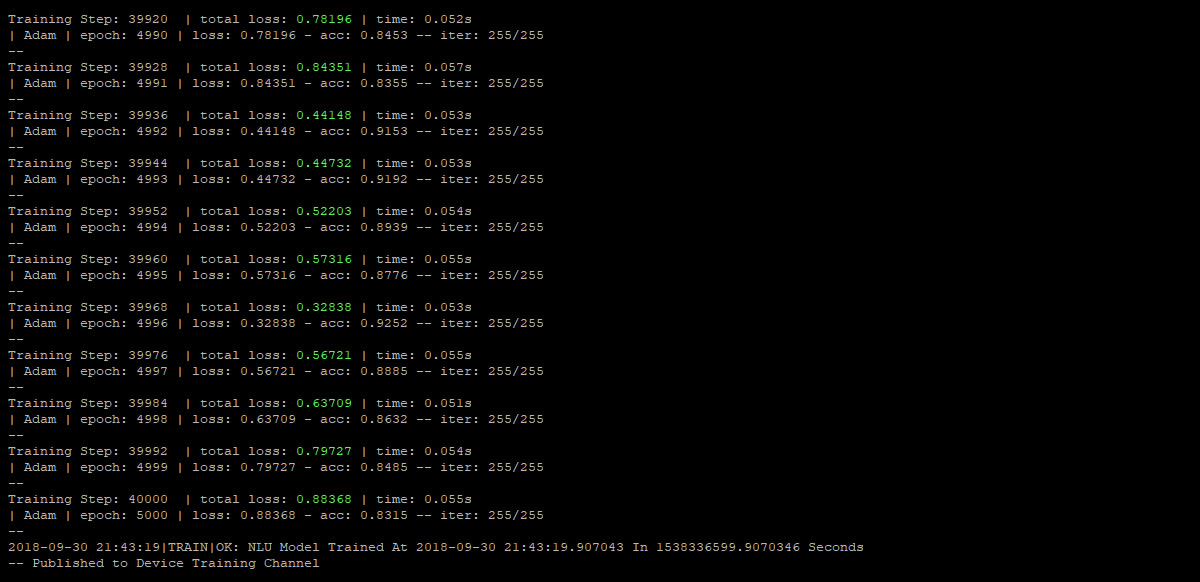 Training Step: 39920  | total loss: 0.78196 | time: 0.052s
| Adam | epoch: 4990 | loss: 0.78196 - acc: 0.8453 -- iter: 255/255
--
Training Step: 39928  | total loss: 0.84351 | time: 0.057s
| Adam | epoch: 4991 | loss: 0.84351 - acc: 0.8355 -- iter: 255/255
--
Training Step: 39936  | total loss: 0.44148 | time: 0.053s
| Adam | epoch: 4992 | loss: 0.44148 - acc: 0.9153 -- iter: 255/255
--
Training Step: 39944  | total loss: 0.44732 | time: 0.053s
| Adam | epoch: 4993 | loss: 0.44732 - acc: 0.9192 -- iter: 255/255
--
Training Step: 39952  | total loss: 0.52203 | time: 0.054s
| Adam | epoch: 4994 | loss: 0.52203 - acc: 0.8939 -- iter: 255/255
--
Training Step: 39960  | total loss: 0.57316 | time: 0.055s
| Adam | epoch: 4995 | loss: 0.57316 - acc: 0.8776 -- iter: 255/255
--
Training Step: 39968  | total loss: 0.32838 | time: 0.053s
| Adam | epoch: 4996 | loss: 0.32838 - acc: 0.9252 -- iter: 255/255
--
Training Step: 39976  | total loss: 0.56721 | time: 0.055s
| Adam | epoch: 4997 | loss: 0.56721 - acc: 0.8885 -- iter: 255/255
--
Training Step: 39984  | total loss: 0.63709 | time: 0.051s
| Adam | epoch: 4998 | loss: 0.63709 - acc: 0.8632 -- iter: 255/255
--
Training Step: 39992  | total loss: 0.79727 | time: 0.054s
| Adam | epoch: 4999 | loss: 0.79727 - acc: 0.8485 -- iter: 255/255
--
Training Step: 40000  | total loss: 0.88368 | time: 0.055s
| Adam | epoch: 5000 | loss: 0.88368 - acc: 0.8315 -- iter: 255/255
--
2018-09-30 21:43:19|TRAIN|OK: NLU Model Trained At 2018-09-30 21:43:19.907043 In 1538336599.9070346 Seconds
-- Published to Device Training Channel